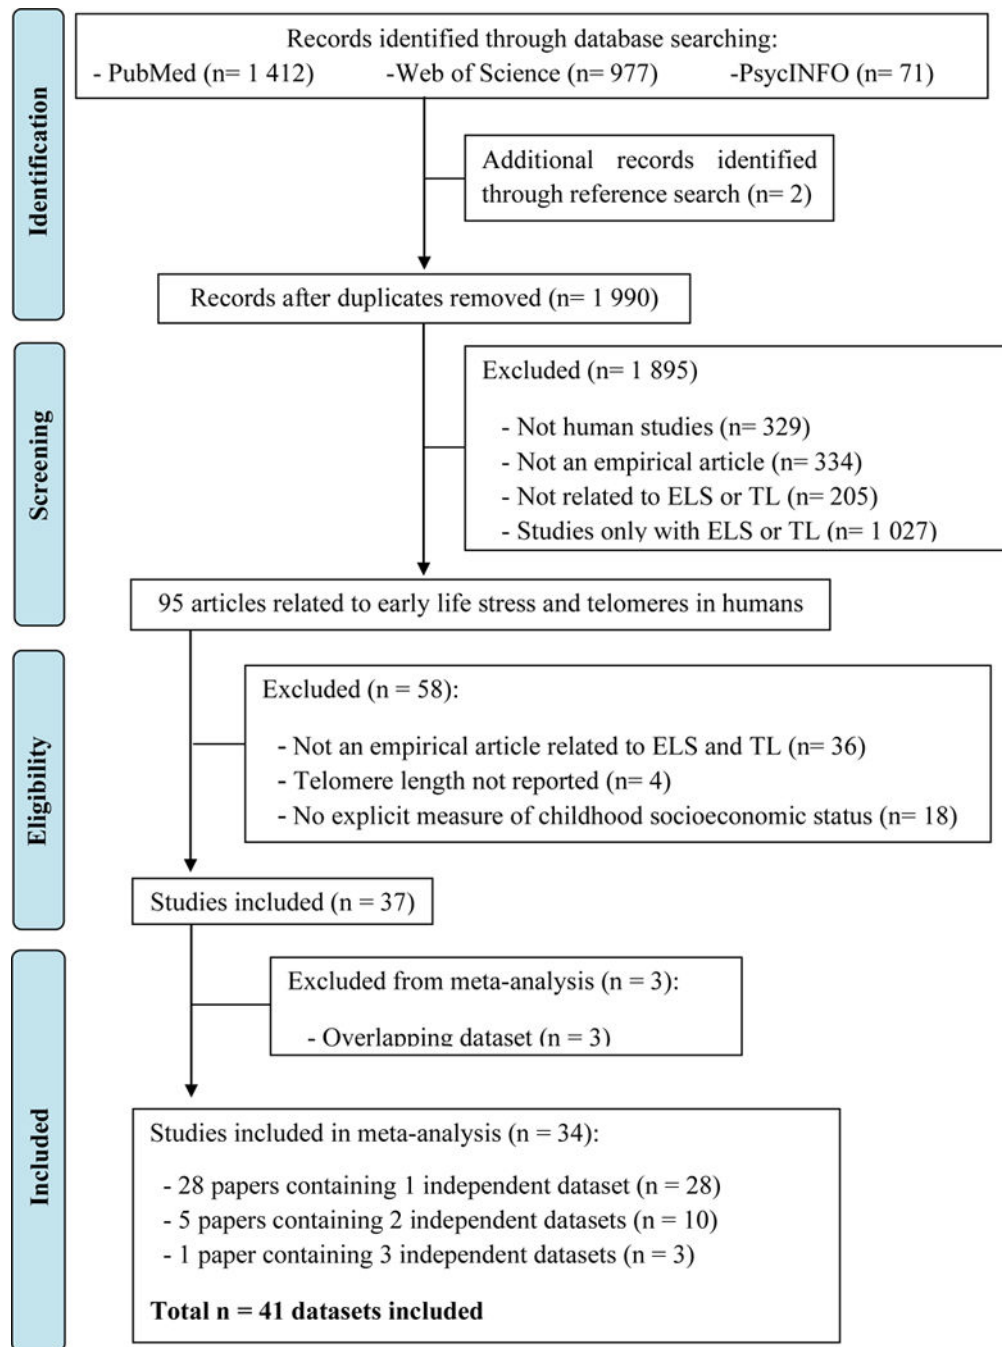 Identification
Records identified through database searching:
- PubMed (n= 1 412) -Web of Science (n= 977) -PsycINFO (n= 71)
Additional records identified
through reference search (n= 2)
Records after duplicates removed (n= 1 990)
Screening
Excluded (n= 1 895)
- Not human studies (n= 329)
- Not an empirical article (n= 334)
- Not related to ELS or TL (n= 205)
- Studies only with ELS or TL (n= 1 027)
95 articles related to early life stress and telomeres in humans
Eligibility
Excluded (n = 58):
- Not an empirical article related to ELS and TL (n= 36)
- Telomere length not reported (n= 4)
- No explicit measure of childhood socioeconomic status (n= 18)
Studies included (n = 37)
Included
Excluded from meta-analysis (n = 3):
- Overlapping dataset (n = 3)
Studies included in meta-analysis (n = 34):
- 28 papers containing 1 independent dataset (n = 28)
- 5 papers containing 2 independent datasets (n = 10)
- 1 paper containing 3 independent datasets (n = 3)
Total n = 41 datasets included